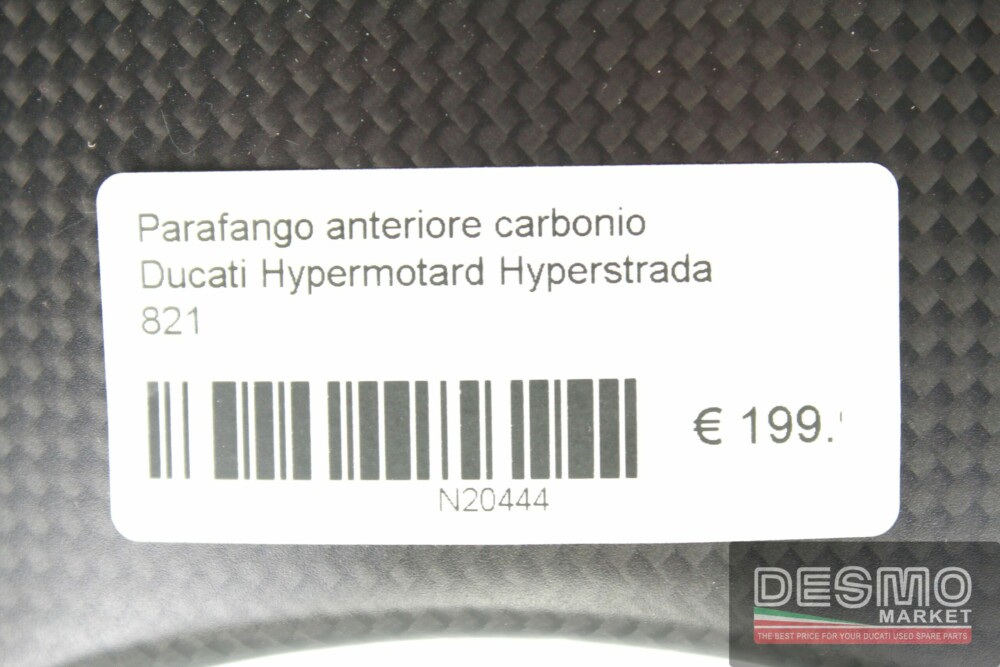 Parafango anteriore carbonio
Ducati Hypermotard Hyperstrada
821
€ 199.
N20444
DESMO
MARKET
THE BEST PRICE FOR YOUR DUCATI USED SPARE PARTS